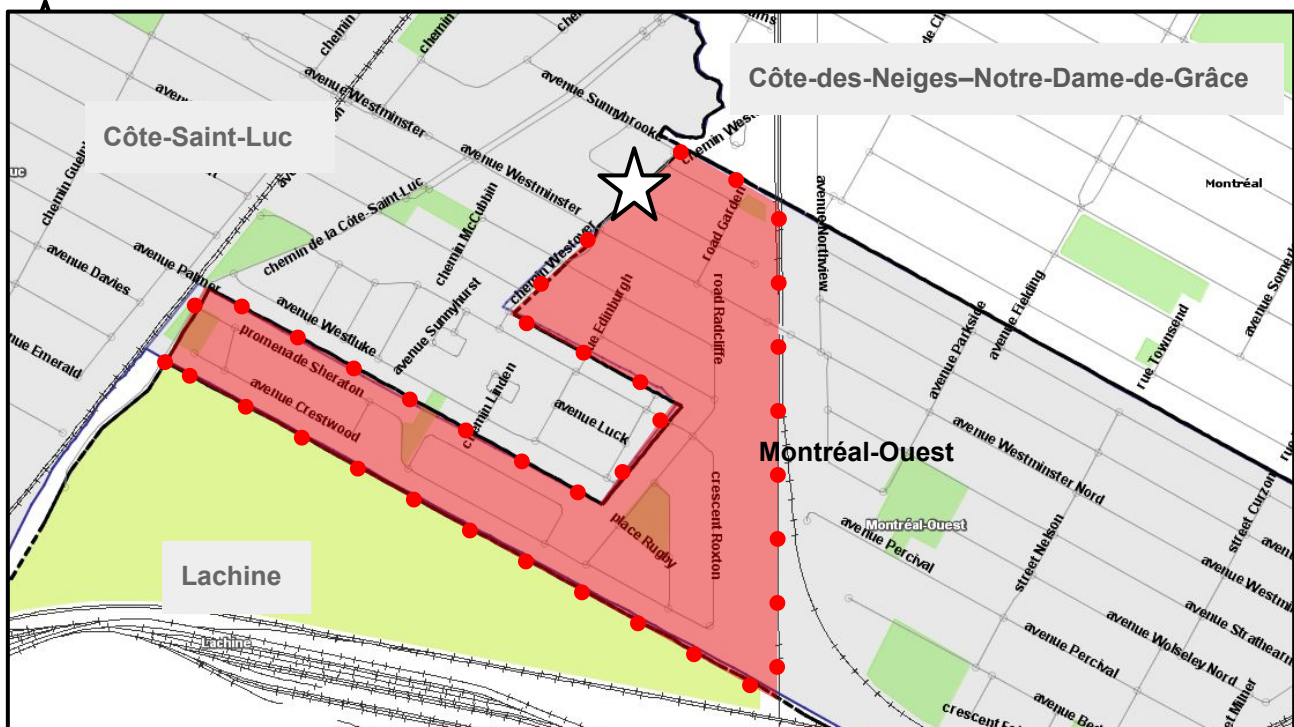 Côte-des-Neiges–Notre-Dame-de-Grâce
Côte-Saint-Luc
Montréal
avenue Sunnybrooke
chemin
avenue Westminster
avenue Westminster
chemin de la Côte-Saint-Luc
chemin McCubbin
avenue Davies
avenue Palmer
avenue Westluke
avenue Sunnyhurst
chemin Westover
road Garden
avenue Northview
road Radcliffe
avenue Parkside
avenue Fielding
rue Townsend
promenade Sheraton
avenue Crestwood
chemin Linden
avenue Luck
Montréal-Ouest
crescent Roxton
place Rugby
avenue Westminster Nord
Montréal-Ouest
avenue Percival
street Nelson
street Curzon
Lachine
Lachine
avenue Percival
avenue Wolseley Nord
avenue Strathearn